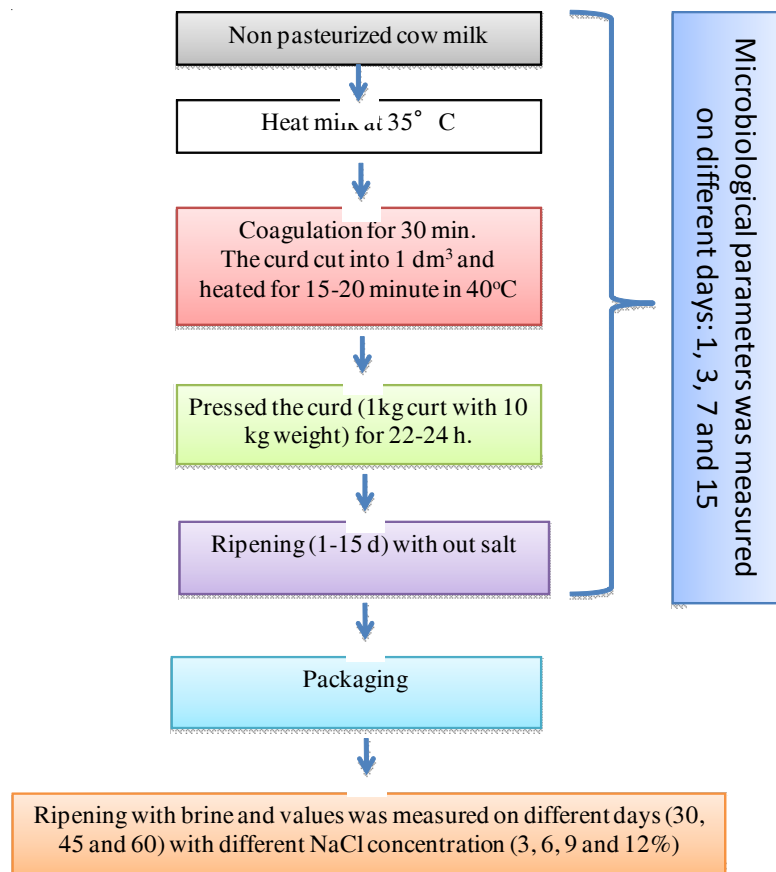 Non pasteurized cow milk
Heat milk at 35° C
Coagulation for 30 min.
The curd cut into 1 dm³ and
heated for 15-20 minute in 40ºC
Pressed the curd (1kg curt with 10
kg weight) for 22-24 h.
Ripening (1-15 d) with out salt
Packaging
Ripening with brine and values was measured on different days (30,
45 and 60) with different NaCl concentration (3, 6, 9 and 12%)
Microbiological parameters was measured
on different days: 1, 3, 7 and 15